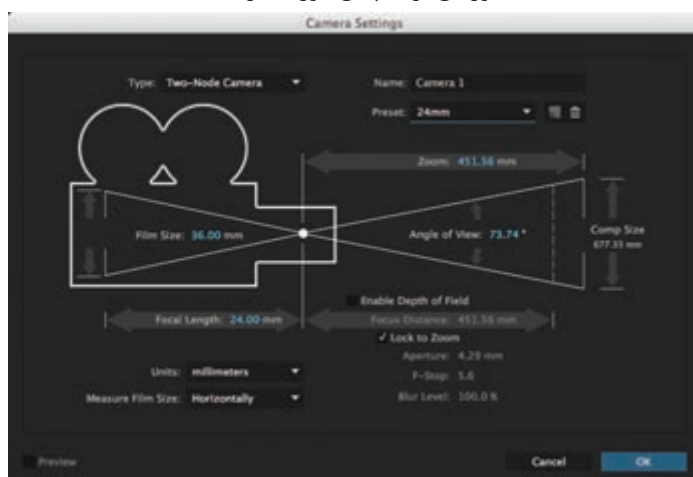 Camera Settings
Type: Two-Node Camera
Name: Camera 1
Preset: 24mm
Zoom: 451.56 mm
Film Size: 36.00 mm
Angle of View: 73.74 °
Comp Size
677.33 mm
Enable Depth of Field
Focal Length: 24.00 mm
Focus Distance: 451.56 mm
Lock to Zoom
Units: millimeters
Aperture: 4.29 mm
F-Stop: 5.6
Measure Film Size: Horizontally
Blur Level: 100.0 %
Preview
Cancel
OK